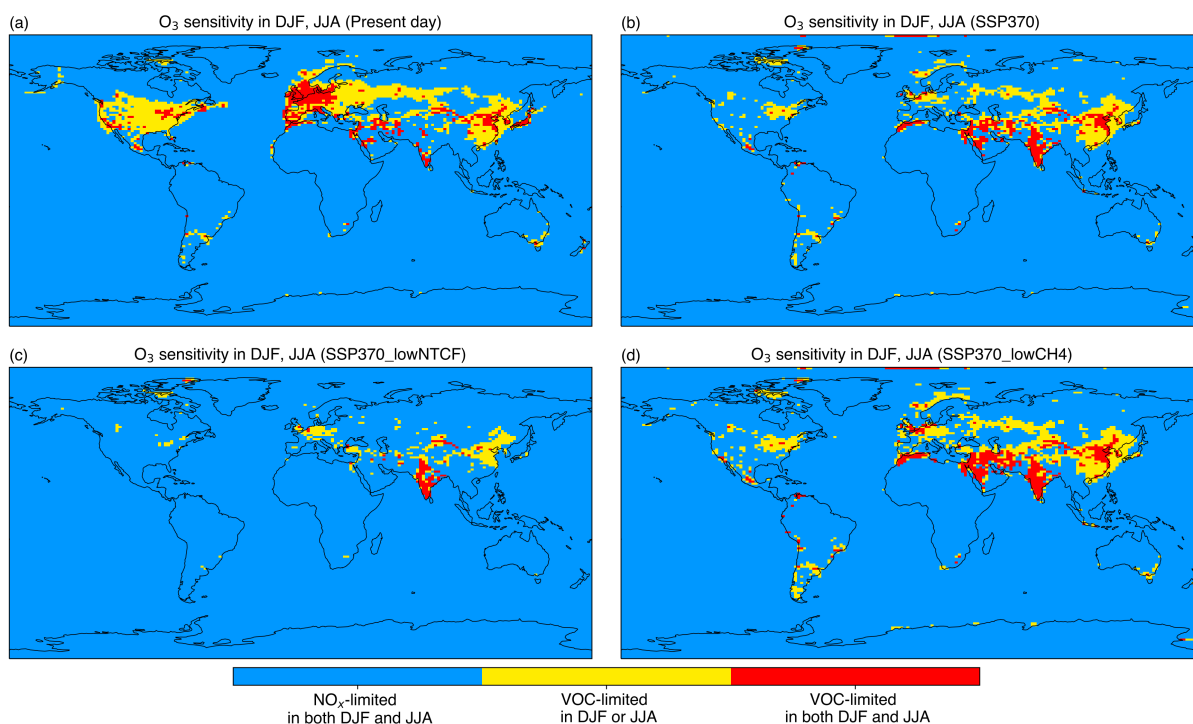 (a) O₃ sensitivity in DJF, JJA (Present day)
(b) O₃ sensitivity in DJF, JJA (SSP370)
(c) O₃ sensitivity in DJF, JJA (SSP370_lowNTCF)
(d) O₃ sensitivity in DJF, JJA (SSP370_lowCH4)
NOₓ-limited
in both DJF and JJA
VOC-limited
in DJF or JJA
VOC-limited
in both DJF and JJA